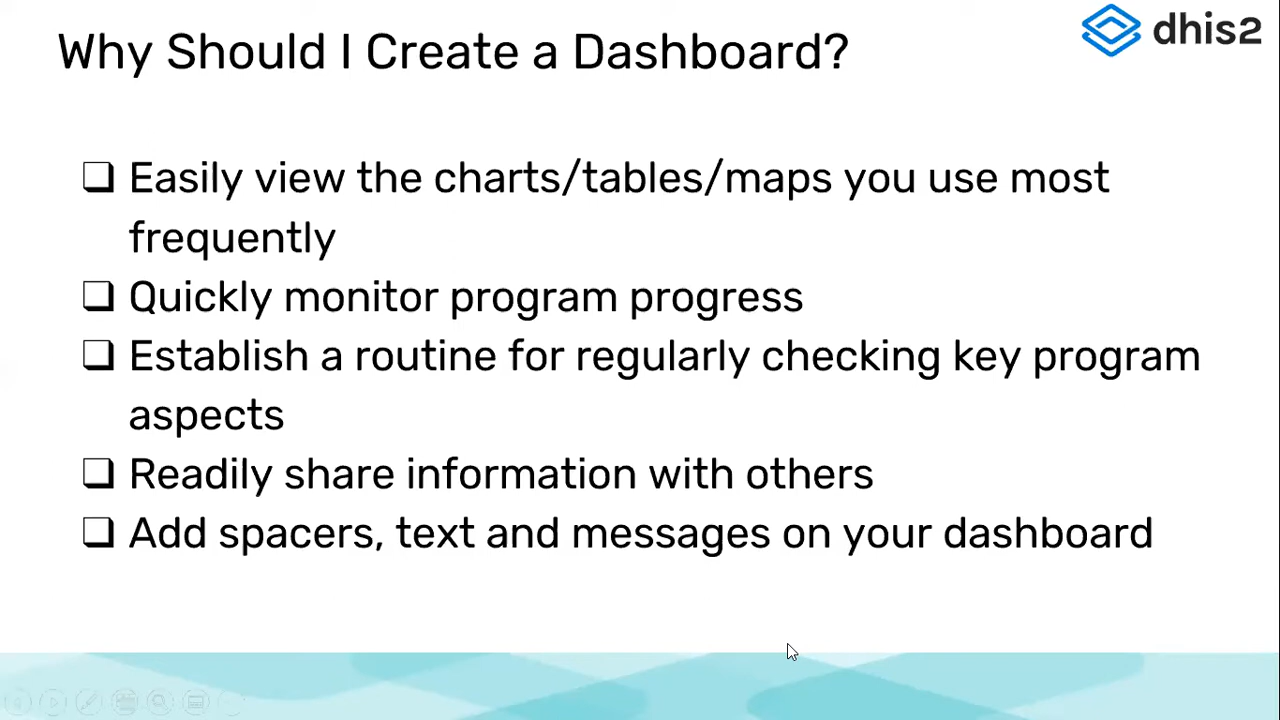 Why Should I Create a Dashboard?
dhis2
❑ Easily view the charts/tables/maps you use most
frequently
❑ Quickly monitor program progress
❑ Establish a routine for regularly checking key program
aspects
❑ Readily share information with others
❑ Add spacers, text and messages on your dashboard